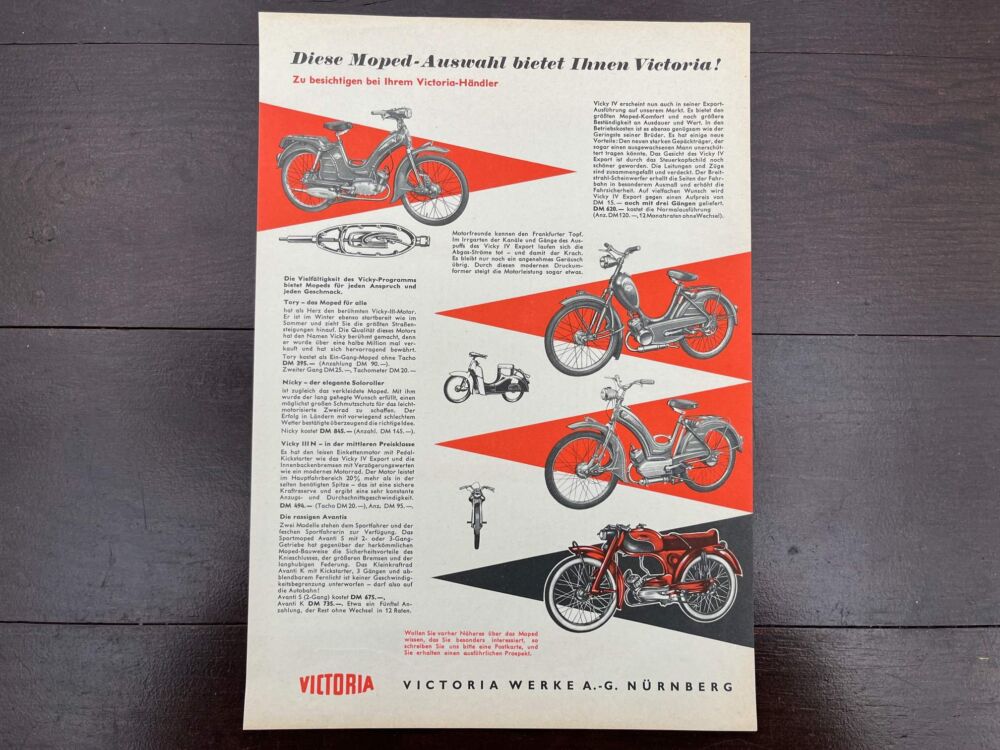 Diese Moped-Auswahl bietet Ihnen Victoria!
Zu besichtigen bei Ihrem Victoria-Händler
Vicky IV erscheint nun auch in seiner Export-
Ausführung auf unserem Markt. Es bietet den
größten Moped-Komfort und noch größere
Beständigkeit an Ausdauer und Wert. In den
Betriebskosten ist es ebenso genügsam wie der
Geringste seiner Brüder. Es hat einige neue
Vorteile: Den neuen starken Gepäckträger, der
sogar einen ausgewachsenen Mann unerschüt-
tert tragen könnte. Das Gesicht des Vicky IV
Export ist durch das Steuerkopfschild noch
schöner geworden. Die Leitungen und Züge
sind zusammengefaßt und verdeckt. Der Breit-
strahl-Scheinwerfer erhellt die Seiten der Fahr-
bahn in besonderem Ausmaß und erhöht die
Fahrsicherheit. Auf vielfachen Wunsch wird
Vicky IV Export gegen einen Aufpreis von
DM 15.— auch mit drei Gängen geliefert.
DM 620.— kostet die Normalausführung
(Anz. DM 120. —, 12 Monatsraten ohne Wechsel).
Motorfreunde kennen den Frankfurter Topf.
Im Irrgarten der Kanäle und Gänge des Aus-
puffs des Vicky IV Export laufen sich die
Abgas-Ströme tot – und damit der Krach.
Es bleibt nur noch ein angenehmes Geräusch
übrig. Durch diesen modernen Druckum-
former steigt die Motorleistung sogar etwas.
Die Vielfältigkeit des Vicky-Programms
bietet Mopeds für jeden Anspruch und
jeden Geschmack.
Tory – das Moped für alle
hat als Herz den berühmten Vicky-III-Motor.
Er ist im Winter ebenso startbereit wie im
Sommer und zieht Sie die größten Straßen-
steigungen hinauf. Die Qualität dieses Motors
hat den Namen Vicky berühmt gemacht, denn
er wurde über eine halbe Million mal ver-
kauft und hat sich hervorragend bewährt.
Tory kostet als Ein-Gang-Moped ohne Tacho
DM 395.— (Anzahlung DM 90. —).
Zweiter Gang DM 25. —, Tachometer DM 20. —
Nicky – der elegante Soloroller
ist zugleich das verkleidete Moped. Mit ihm
wurde der lang gehegte Wunsch erfüllt, einen
möglichst großen Schmutzschutz für das leicht-
motorisierte Zweirad zu schaffen. Der
Erfolg in Ländern mit vorwiegend schlechtem
Wetter bestätigte überzeugend die richtige Idee.
Nicky kostet DM 845.— (Anzahl. DM 145. —).
Vicky III N – in der mittleren Preisklasse
Es hat den leisen Einkettenmotor mit Pedal-
Kickstarter wie das Vicky IV Export und die
Innenbackenbremsen mit Verzögerungswerten
wie ein modernes Motorrad. Der Motor leistet
im Hauptfahrbereich 20% mehr als in der
selten benötigten Spitze – das ist eine sichere
Kraftreserve und ergibt eine sehr konstante
Anzugs- und Durchschnittsgeschwindigkeit.
DM 494.— (Tacho DM 20. —), Anz. DM 95. —.
Die rassigen Avantis
Zwei Modelle stehen dem Sportfahrer und der
feschen Sportfahrerin zur Verfügung. Das
Sportmoped Avanti S mit 2- oder 3-Gang-
Getriebe hat gegenüber der herkömmlichen
Moped-Bauweise die Sicherheitsvorteile des
Knieschlusses, der größeren Bremsen und der
langhubigen Federung. Das Kleinkraftrad
Avanti K mit Kickstarter, 3 Gängen und ab-
blendbarem Fernlicht ist keiner Geschwindig-
keitsbegrenzung unterworfen – darf also auf
die Autobahn!
Avanti S (2-Gang) kostet DM 675.—,
Avanti K DM 735.—. Etwa ein Fünftel An-
zahlung, der Rest ohne Wechsel in 12 Raten.
Wollen Sie vorher Näheres über das Moped
wissen, das Sie besonders interessiert, so
schreiben Sie uns bitte eine Postkarte, und
Sie erhalten einen ausführlichen Prospekt.
VICTORIA VICTORIA WERKE A.-G. NÜRNBERG